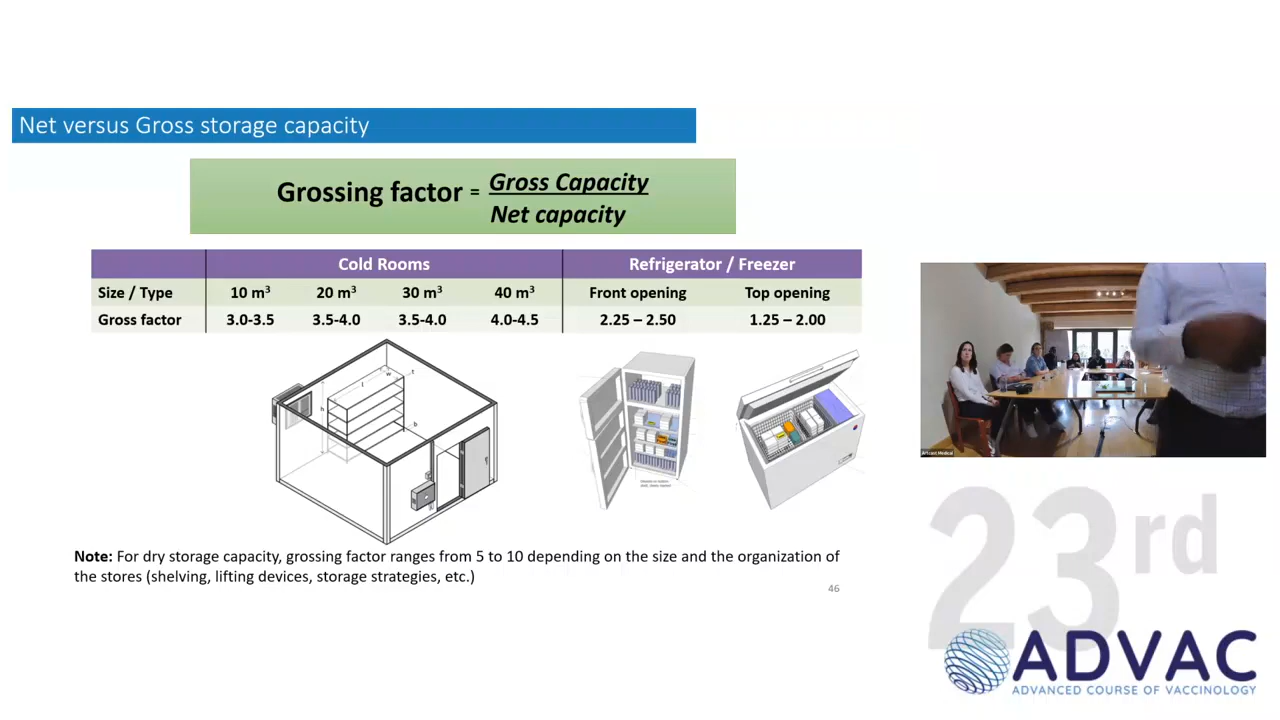 Net versus Gross storage capacity
Grossing factor = Gross Capacity
Net capacity
Cold Rooms Refrigerator / Freezer
Size / Type 10 m³ 20 m³ 30 m³ 40 m³ Front opening Top opening
Gross factor 3.0-3.5 3.5-4.0 3.5-4.0 4.0-4.5 2.25 – 2.50 1.25 – 2.00
Note: For dry storage capacity, grossing factor ranges from 5 to 10 depending on the size and the organization of
the stores (shelving, lifting devices, storage strategies, etc.)
46
Artcast Medical
23rd
ADVAC
ADVANCED COURSE OF VACCINOLOGY